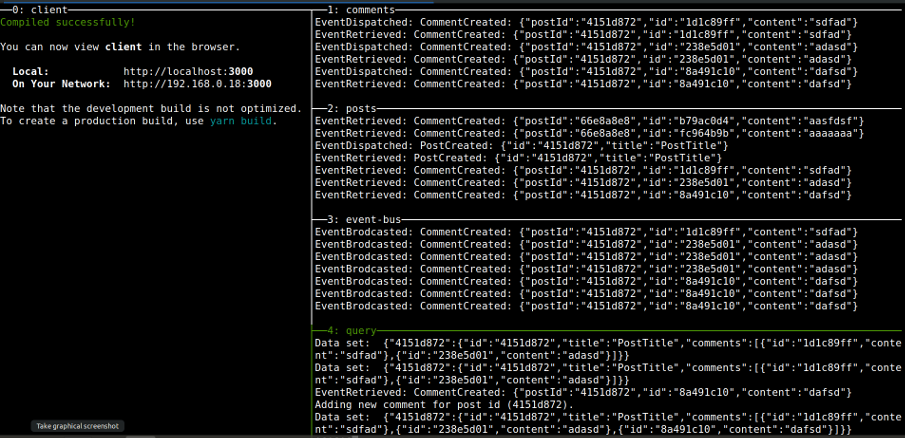 0: client
Compiled successfully!
You can now view client in the browser.
Local: http://localhost:3000
On Your Network: http://192.168.0.18:3000
Note that the development build is not optimized.
To create a production build, use yarn build.
Take graphical screenshot
1: comments
EventDispatched: CommentCreated: {"postId":"4151d872","id":"1d1c89ff","content":"sdfad"}
EventRetrieved: CommentCreated: {"postId":"4151d872","id":"1d1c89ff","content":"sdfad"}
EventDispatched: CommentCreated: {"postId":"4151d872","id":"238e5d01","content":"adasd"}
EventRetrieved: CommentCreated: {"postId":"4151d872","id":"238e5d01","content":"adasd"}
EventDispatched: CommentCreated: {"postId":"4151d872","id":"8a491c10","content":"dafsd"}
EventRetrieved: CommentCreated: {"postId":"4151d872","id":"8a491c10","content":"dafsd"}
2: posts
EventRetrieved: CommentCreated: {"postId":"66e8a8e8","id":"b79ac0d4","content":"aasfdsf"}
EventRetrieved: CommentCreated: {"postId":"66e8a8e8","id":"fc964b9b","content":"aaaaaaa"}
EventDispatched: PostCreated: {"id":"4151d872","title":"PostTitle"}
EventRetrieved: PostCreated: {"id":"4151d872","title":"PostTitle"}
EventRetrieved: CommentCreated: {"postId":"4151d872","id":"1d1c89ff","content":"sdfad"}
EventRetrieved: CommentCreated: {"postId":"4151d872","id":"238e5d01","content":"adasd"}
EventRetrieved: CommentCreated: {"postId":"4151d872","id":"8a491c10","content":"dafsd"}
3: event-bus
EventBrodcasted: CommentCreated: {"postId":"4151d872","id":"1d1c89ff","content":"sdfad"}
EventBrodcasted: CommentCreated: {"postId":"4151d872","id":"238e5d01","content":"adasd"}
EventBrodcasted: CommentCreated: {"postId":"4151d872","id":"238e5d01","content":"adasd"}
EventBrodcasted: CommentCreated: {"postId":"4151d872","id":"238e5d01","content":"adasd"}
EventBrodcasted: CommentCreated: {"postId":"4151d872","id":"8a491c10","content":"dafsd"}
EventBrodcasted: CommentCreated: {"postId":"4151d872","id":"8a491c10","content":"dafsd"}
EventBrodcasted: CommentCreated: {"postId":"4151d872","id":"8a491c10","content":"dafsd"}
4: query
Data set:  {"4151d872":{"id":"4151d872","title":"PostTitle","comments":[{"id":"1d1c89ff","conte
nt":"sdfad"},{"id":"238e5d01","content":"adasd"}]}}
Data set:  {"4151d872":{"id":"4151d872","title":"PostTitle","comments":[{"id":"1d1c89ff","conte
nt":"sdfad"},{"id":"238e5d01","content":"adasd"}]}}
EventRetrieved: CommentCreated: {"postId":"4151d872","id":"8a491c10","content":"dafsd"}
Adding new comment for post id (4151d872).
Data set:  {"4151d872":{"id":"4151d872","title":"PostTitle","comments":[{"id":"1d1c89ff","conte
nt":"sdfad"},{"id":"238e5d01","content":"adasd"},{"id":"8a491c10","content":"dafsd"}]}}